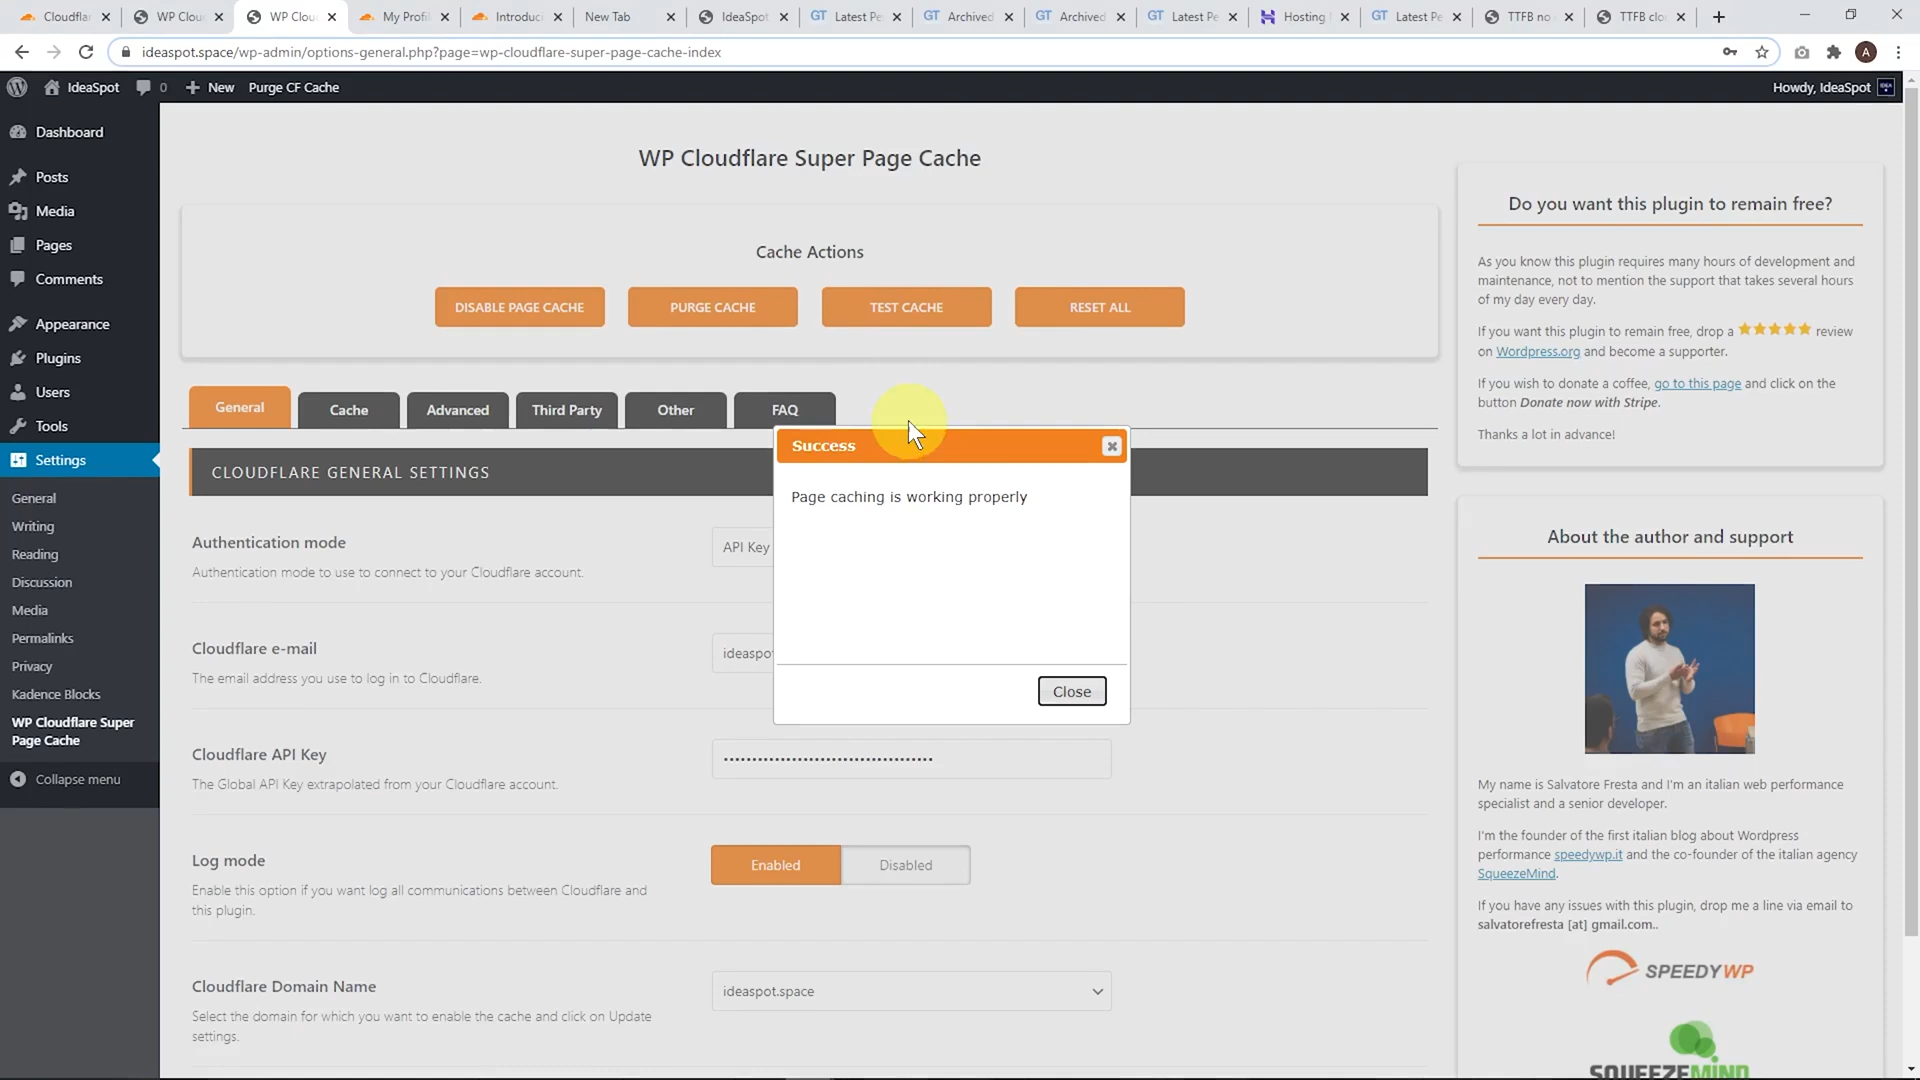 Cloudflar
WP Clou
WP Clou
My Profil
Introduc
New Tab
IdeaSpot
GT Latest Pe
GT Archived
GT Archived
GT Latest Pe
Hosting
GT Latest Pe
TTFB no
TTFB clo
ideaspot.space/wp-admin/options-general.php?page=wp-cloudflare-super-page-cache-index
A
IdeaSpot
0
New
Purge CF Cache
Howdy, IdeaSpot
Dashboard
Posts
Media
Pages
Comments
Appearance
Plugins
Users
Tools
Settings
General
Writing
Reading
Discussion
Media
Permalinks
Privacy
Kadence Blocks
WP Cloudflare Super
Page Cache
Collapse menu
WP Cloudflare Super Page Cache
Cache Actions
DISABLE PAGE CACHE
PURGE CACHE
TEST CACHE
RESET ALL
General
Cache
Advanced
Third Party
Other
FAQ
CLOUDFLARE GENERAL SETTINGS
Authentication mode
Authentication mode to use to connect to your Cloudflare account.
API Key
Cloudflare e-mail
The email address you use to log in to Cloudflare.
ideaspo
Cloudflare API Key
The Global API Key extrapolated from your Cloudflare account.
Log mode
Enable this option if you want log all communications between Cloudflare and
this plugin.
Enabled
Disabled
Cloudflare Domain Name
Select the domain for which you want to enable the cache and click on Update
settings.
ideaspot.space
Success
Page caching is working properly
Close
Do you want this plugin to remain free?
As you know this plugin requires many hours of development and
maintenance, not to mention the support that takes several hours
of my day every day.
If you want this plugin to remain free, drop a ★★★★★ review
on Wordpress.org and become a supporter.
If you wish to donate a coffee, go to this page and click on the
button Donate now with Stripe.
Thanks a lot in advance!
About the author and support
My name is Salvatore Fresta and I'm an italian web performance
specialist and a senior developer.
I'm the founder of the first italian blog about Wordpress
performance speedywp.it and the co-founder of the italian agency
SqueezeMind.
If you have any issues with this plugin, drop me a line via email to
salvatorefresta [at] gmail.com..
SPEEDYWP
SQUEEZEMIND